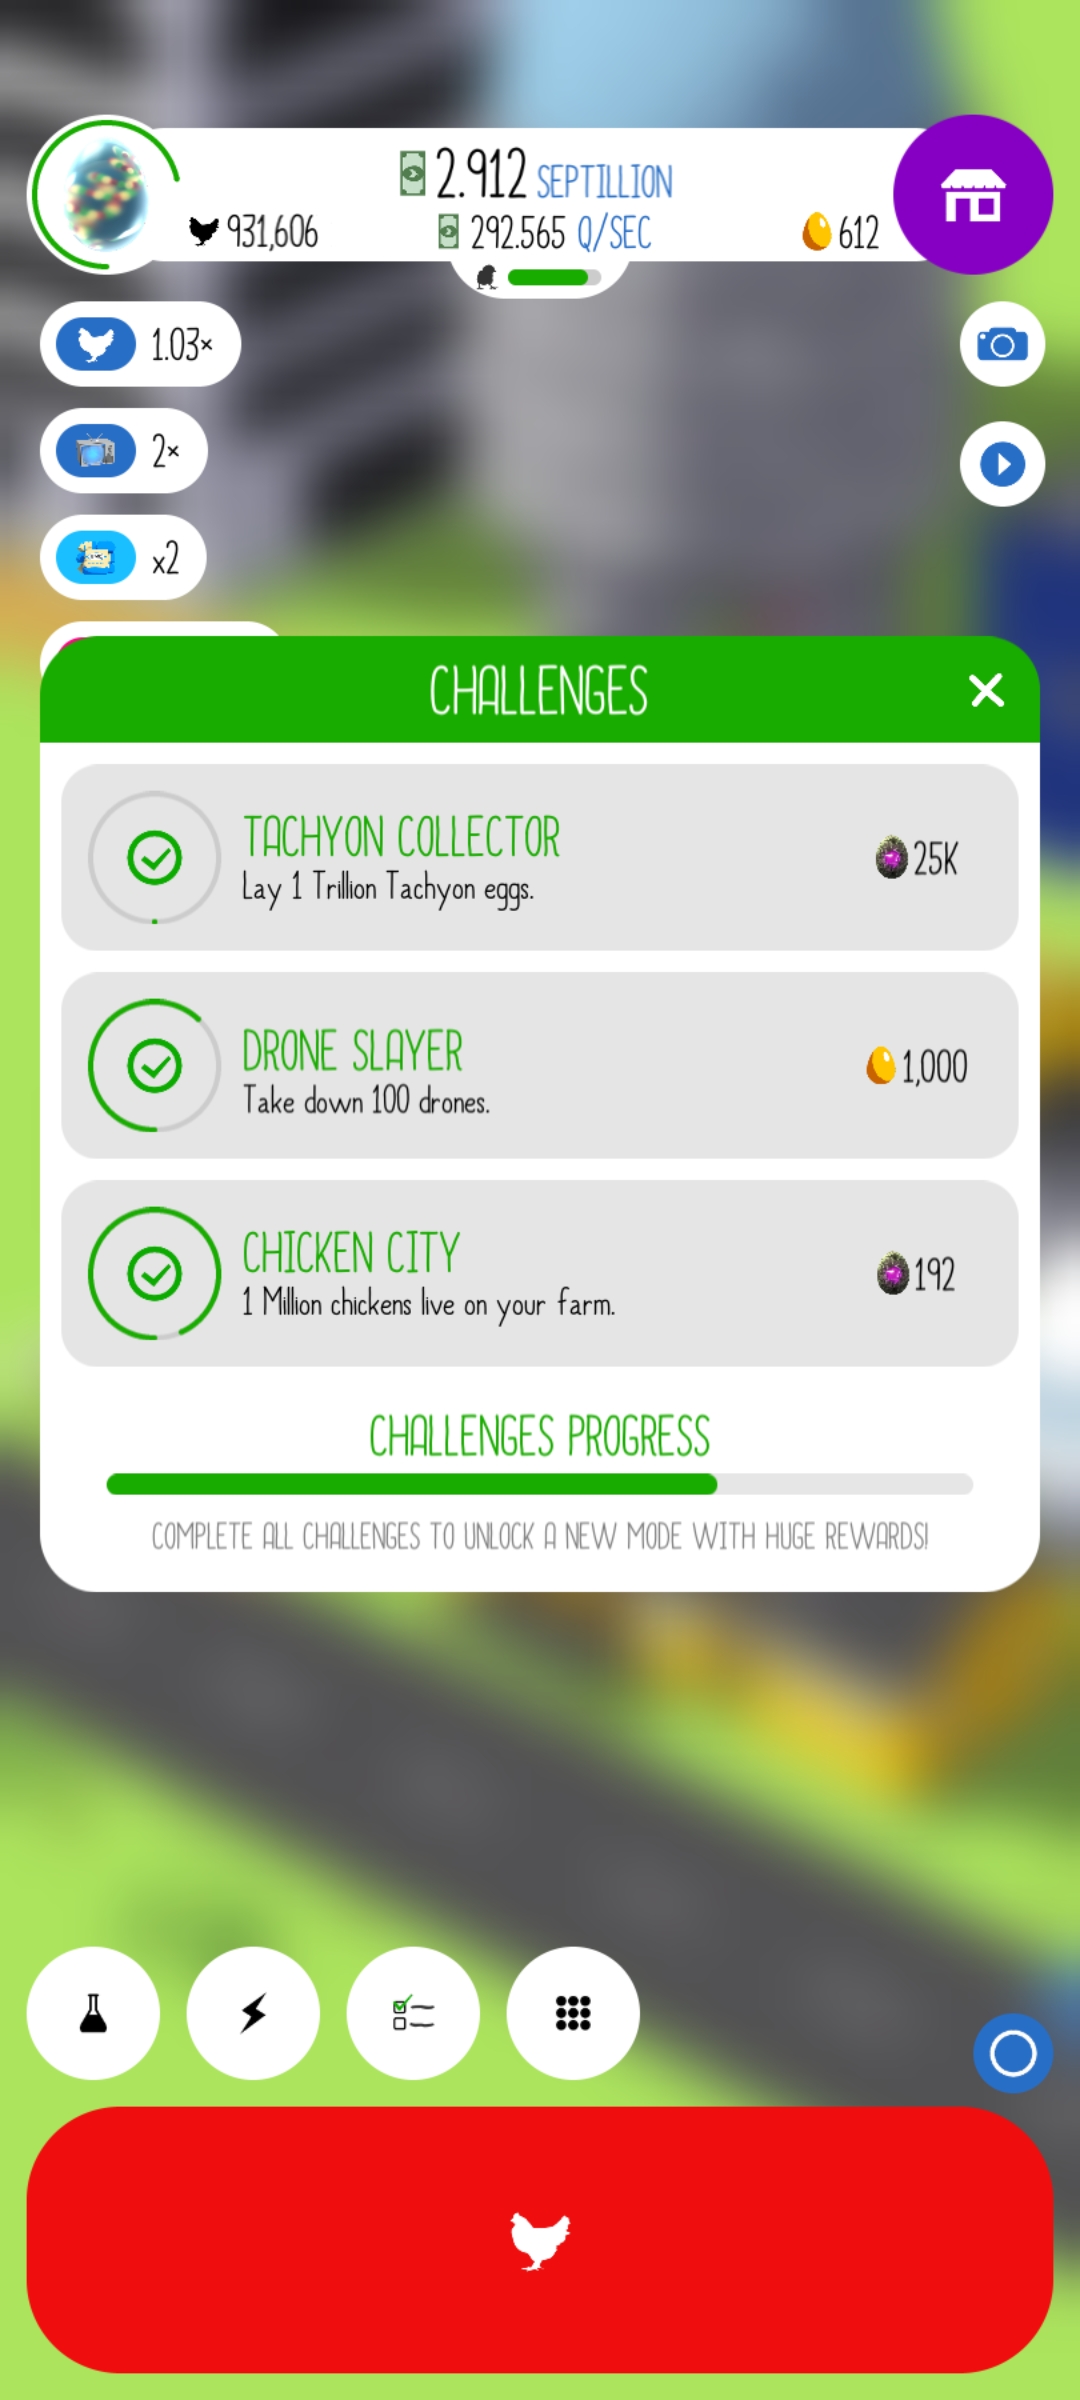 2.912 SEPTILLION
931,606 292.565 Q/SEC 612
1.03×
2×
x2
CHALLENGES
TACHYON COLLECTOR
Lay 1 Trillion Tachyon eggs.
25K
DRONE SLAYER
Take down 100 drones.
1,000
CHICKEN CITY
1 Million chickens live on your farm.
192
CHALLENGES PROGRESS
COMPLETE ALL CHALLENGES TO UNLOCK A NEW MODE WITH HUGE REWARDS!